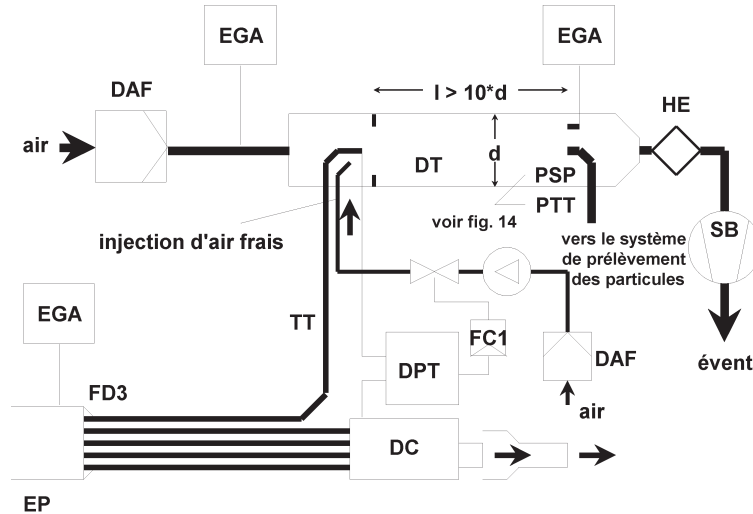 EGA
EGA
DAF
l > 10*d
HE
air
d
DT
PSP
PTT
SB
injection d'air frais
voir fig. 14
vers le système
de prélèvement
des particules
EGA
TT
FC1
DAF
évent
DPT
FD3
air
DC
EP